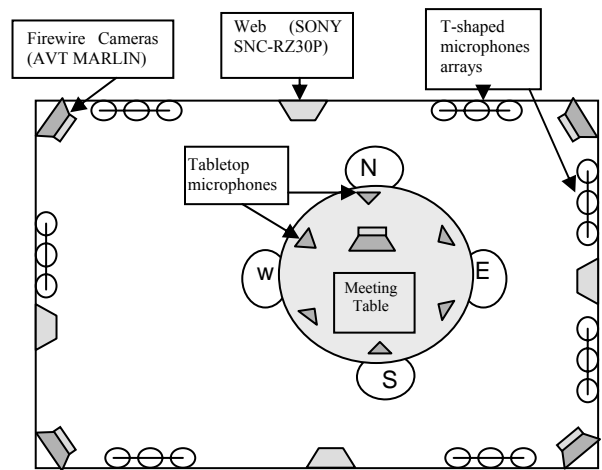 Firewire Cameras
(AVT MARLIN)
Web (SONY
SNC-RZ30P)
T-shaped
microphones
arrays
Tabletop
microphones
N
W
E
Meeting
Table
S